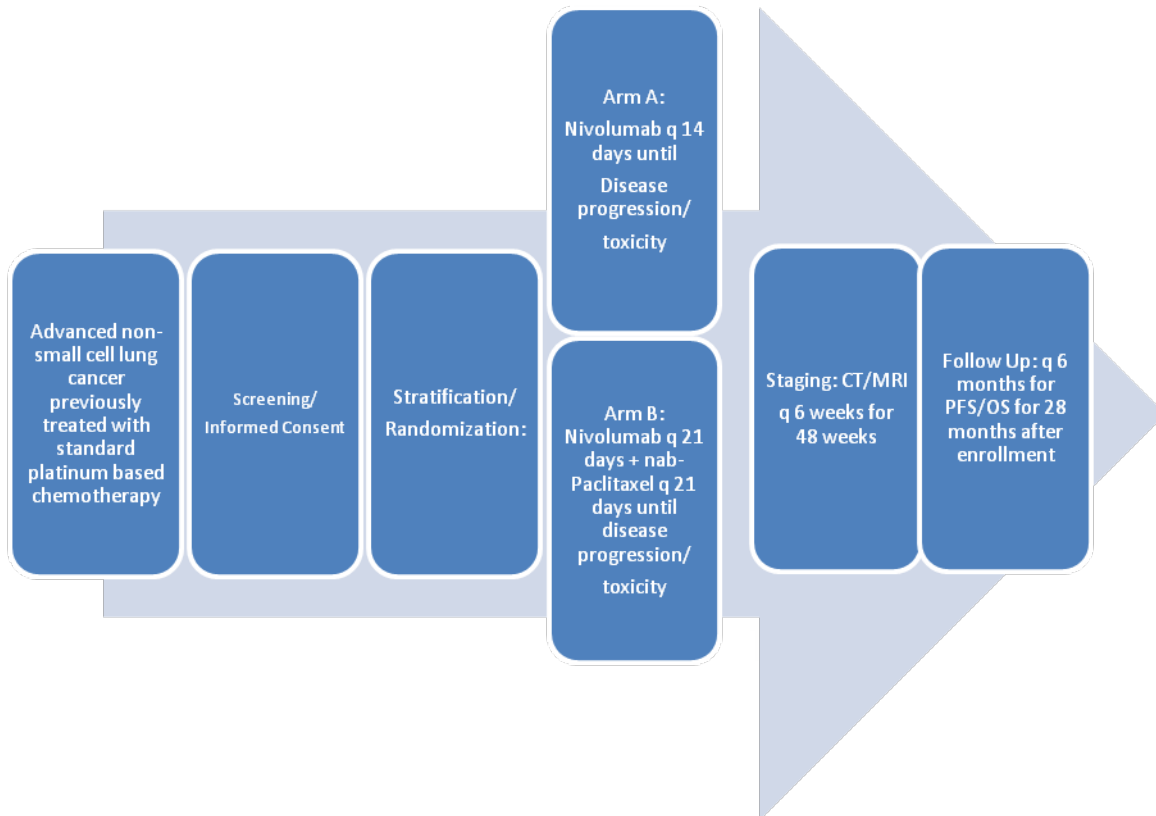 Advanced non-
small cell lung
cancer
previously
treated with
standard
platinum based
chemotherapy
Screening/
Informed Consent
Stratification/
Randomization:
Arm A:
Nivolumab q 14
days until
Disease
progression/
toxicity
Arm B:
Nivolumab q 21
days + nab-
Paclitaxel q 21
days until
disease
progression/
toxicity
Staging: CT/MRI
q 6 weeks for
48 weeks
Follow Up: q 6
months for
PFS/OS for 28
months after
enrollment